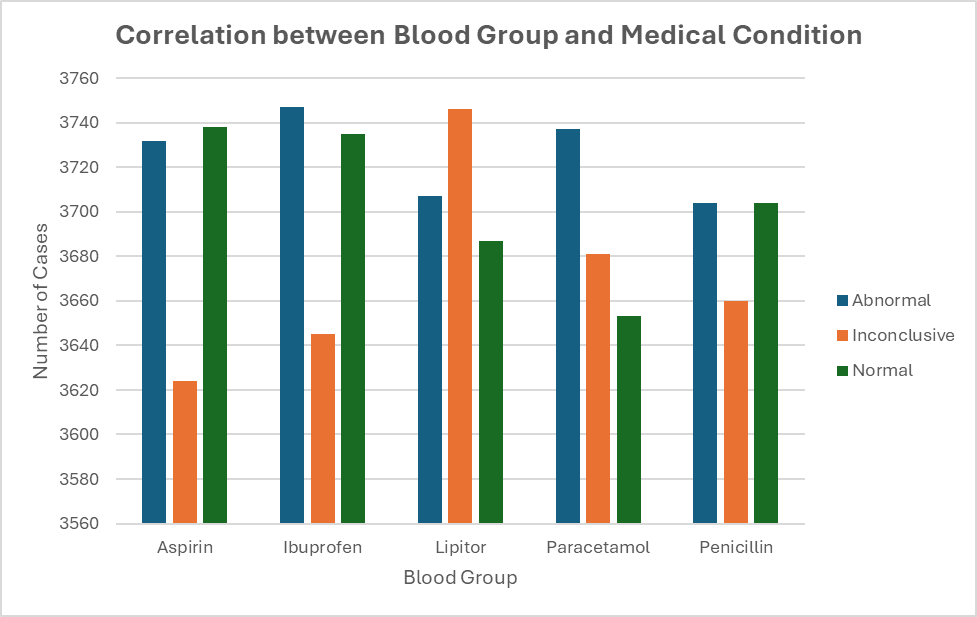 Correlation between Blood Group and Medical Condition
3760
3740
3720
3700
3680
3660
3640
3620
3600
3580
3560
Number of Cases
Aspirin
Ibuprofen
Lipitor
Paracetamol
Penicillin
Blood Group
Abnormal
Inconclusive
Normal